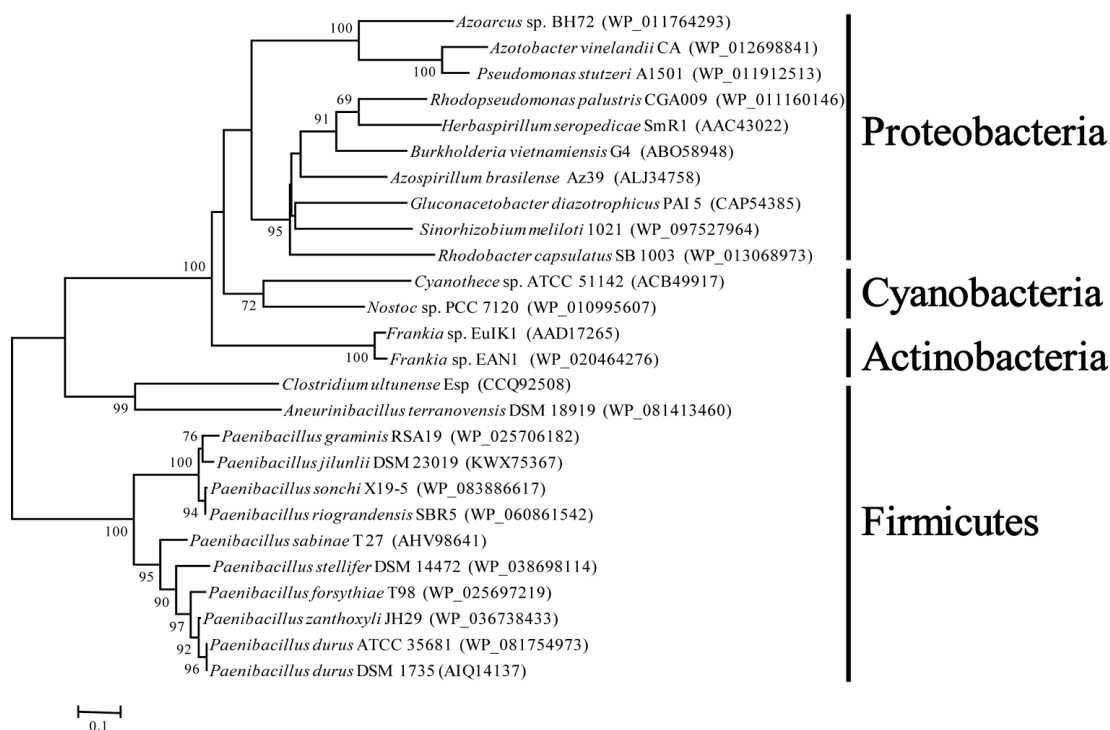 100
Azoarcus sp. BH72 (WP_011764293)
Azotobacter vinelandii CA (WP_012698841)
100
Pseudomonas stutzeri A1501 (WP_011912513)
69
Rhodopseudomonas palustris CGA009 (WP_011160146)
91
Herbaspirillum seropedicae SmR1 (AAC43022)
Burkholderia vietnamiensis G4 (ABO58948)
Azospirillum brasilense Az39 (ALJ34758)
Gluconacetobacter diazotrophicus PAI 5 (CAP54385)
95
Sinorhizobium meliloti 1021 (WP_097527964)
Rhodobacter capsulatus SB 1003 (WP_013068973)
Proteobacteria
100
Cyanothece sp. ATCC 51142 (ACB49917)
72
Nostoc sp. PCC 7120 (WP_010995607)
Cyanobacteria
Frankia sp. EuIK1 (AAD17265)
100
Frankia sp. EAN1 (WP_020464276)
Actinobacteria
Clostridium ultunense Esp (CCQ92508)
99
Aneurinibacillus terranovensis DSM 18919 (WP_081413460)
76
Paenibacillus graminis RSA19 (WP_025706182)
100
Paenibacillus jilunlii DSM 23019 (KWX75367)
Paenibacillus sonchi X19-5 (WP_083886617)
94
Paenibacillus riograndensis SBR5 (WP_060861542)
100
Paenibacillus sabinae T27 (AHV98641)
95
Paenibacillus stellifer DSM 14472 (WP_038698114)
90
Paenibacillus forsythiae T98 (WP_025697219)
97
Paenibacillus zanthoxyli JH29 (WP_036738433)
92
Paenibacillus durus ATCC 35681 (WP_081754973)
96
Paenibacillus durus DSM 1735 (AIQ14137)
Firmicutes
0.1